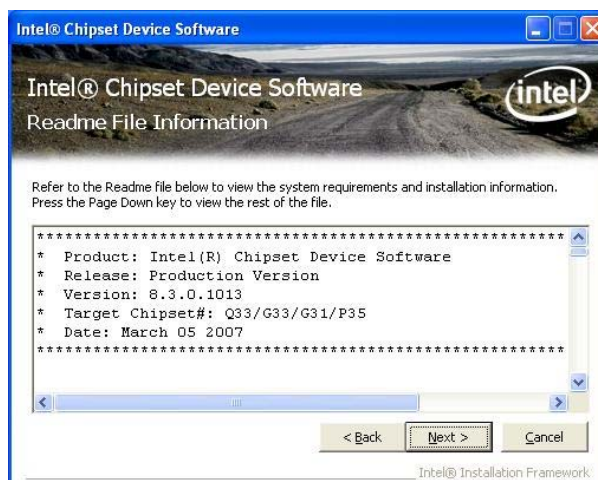 Intel® Chipset Device Software
Intel® Chipset Device Software
intel
Readme File Information
Refer to the Readme file below to view the system requirements and installation information.
Press the Page Down key to view the rest of the file.
********************************************************
* Product: Intel(R) Chipset Device Software
* Release: Production Version
* Version: 8.3.0.1013
* Target Chipset#: Q33/G33/G31/P35
* Date: March 05 2007
********************************************************
< Back Next > Cancel
Intel® Installation Framework